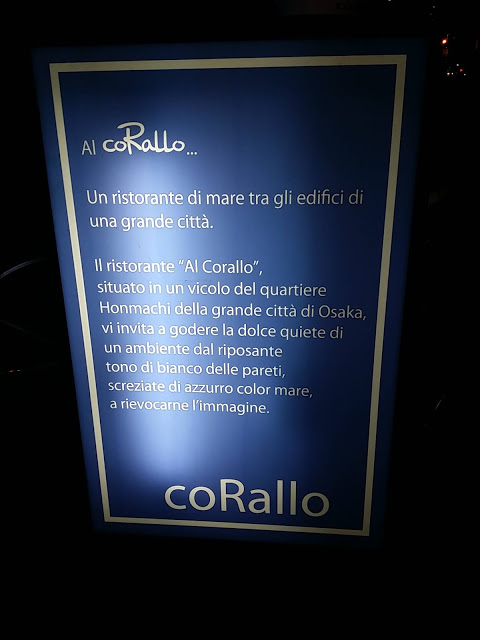 Al coRallo...
Un ristorante di mare tra gli edifici di
una grande città.
Il ristorante “Al Corallo”,
situato in un vicolo del quartiere
Honmachi della grande città di Osaka,
vi invita a godere la dolce quiete di
un ambiente dal riposante
tono di bianco delle pareti,
screziate di azzurro color mare,
a rievocarne l’immagine.
coRallo